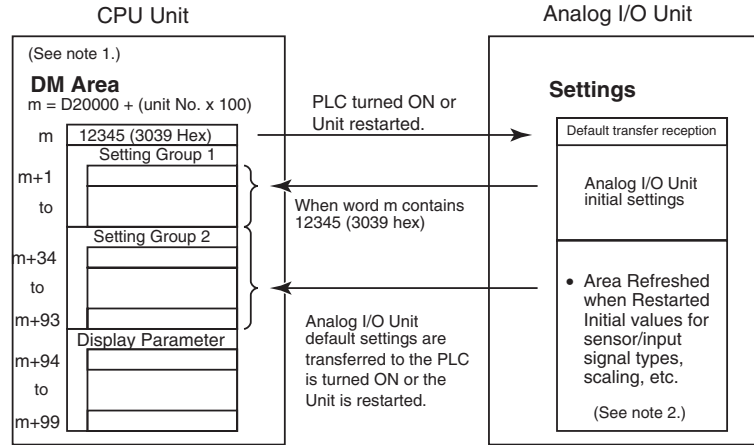 CPU Unit
Analog I/O Unit
(See note 1.)
DM Area
m = D20000 + (unit No. x 100)
m
12345 (3039 Hex)
Setting Group 1
m+1
to
Setting Group 2
m+34
to
m+93
Display Parameter
m+94
to
m+99
PLC turned ON or
Unit restarted.
When word m contains
12345 (3039 hex)
Analog I/O Unit
default settings are
transferred to the PLC
is turned ON or the
Unit is restarted.
Settings
Default transfer reception
Analog I/O Unit
initial settings
• Area Refreshed
when Restarted
Initial values for
sensor/input
signal types,
scaling, etc.
(See note 2.)